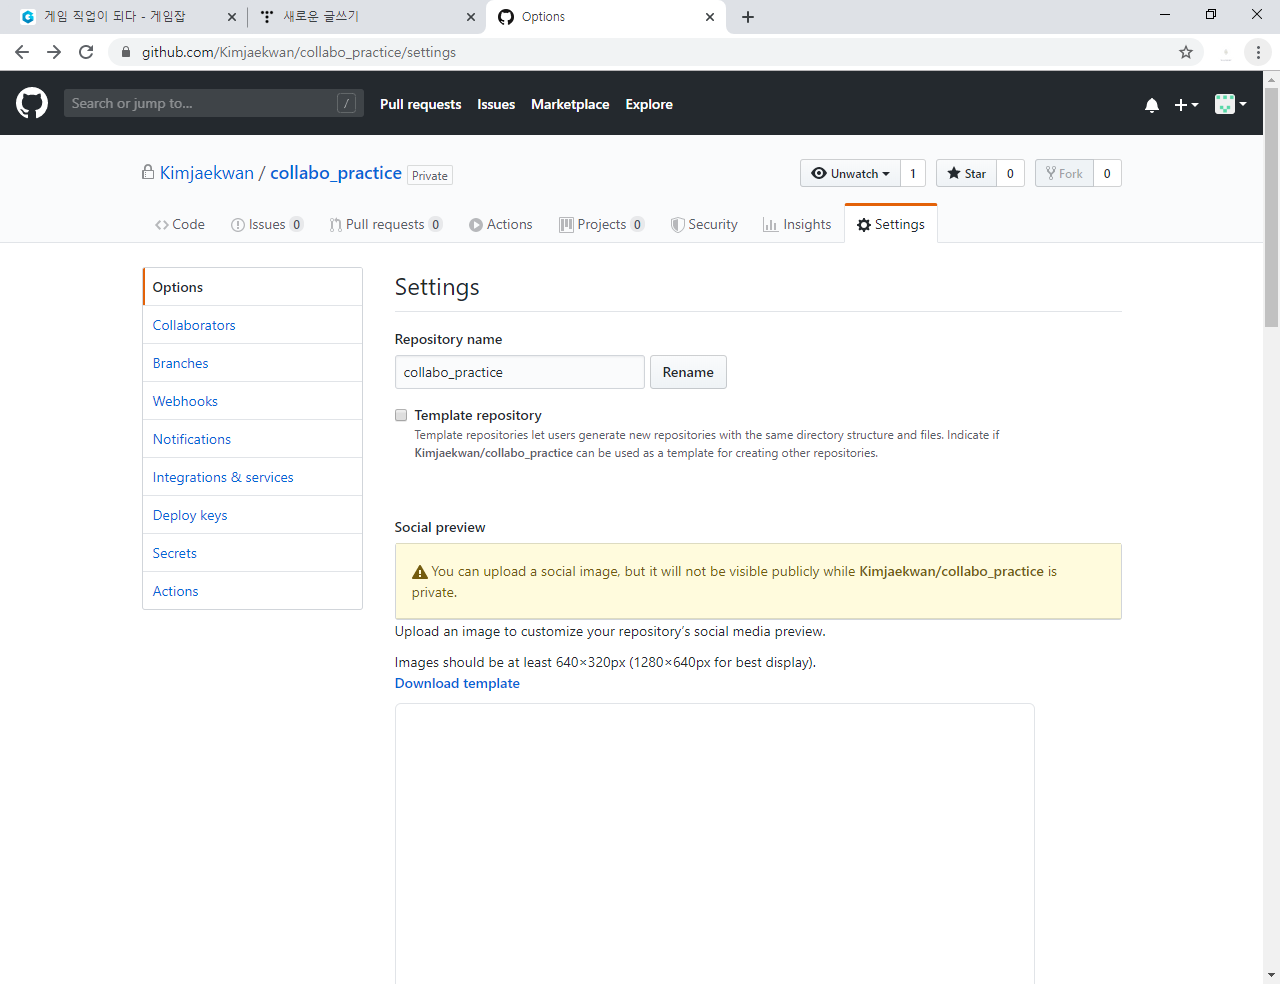 게임 직업이 되다 - 게임잡
새로운 글쓰기
Options
github.com/Kimjaekwan/collabo_practice/settings
Search or jump to...
/
Pull requests
Issues
Marketplace
Explore
Kimjaekwan / collabo_practice
Private
Unwatch
1
Star
0
Fork
0
Code
Issues 0
Pull requests 0
Actions
Projects 0
Security
Insights
Settings
Options
Collaborators
Branches
Webhooks
Notifications
Integrations & services
Deploy keys
Secrets
Actions
Settings
Repository name
collabo_practice
Rename
Template repository
Template repositories let users generate new repositories with the same directory structure and files. Indicate if
Kimjaekwan/collabo_practice can be used as a template for creating other repositories.
Social preview
You can upload a social image, but it will not be visible publicly while Kimjaekwan/collabo_practice is
private.
Upload an image to customize your repository's social media preview.
Images should be at least 640×320px (1280×640px for best display).
Download template